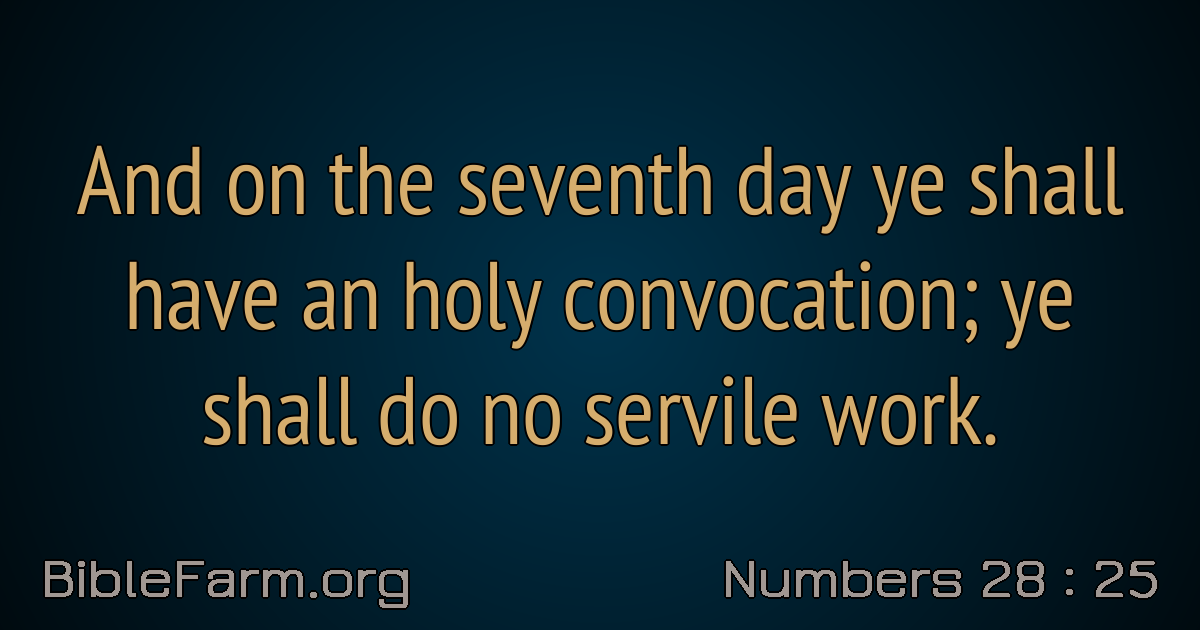 And on the seventh day ye shall
have an holy convocation; ye
shall do no servile work.
BibleFarm.org
Numbers 28 : 25